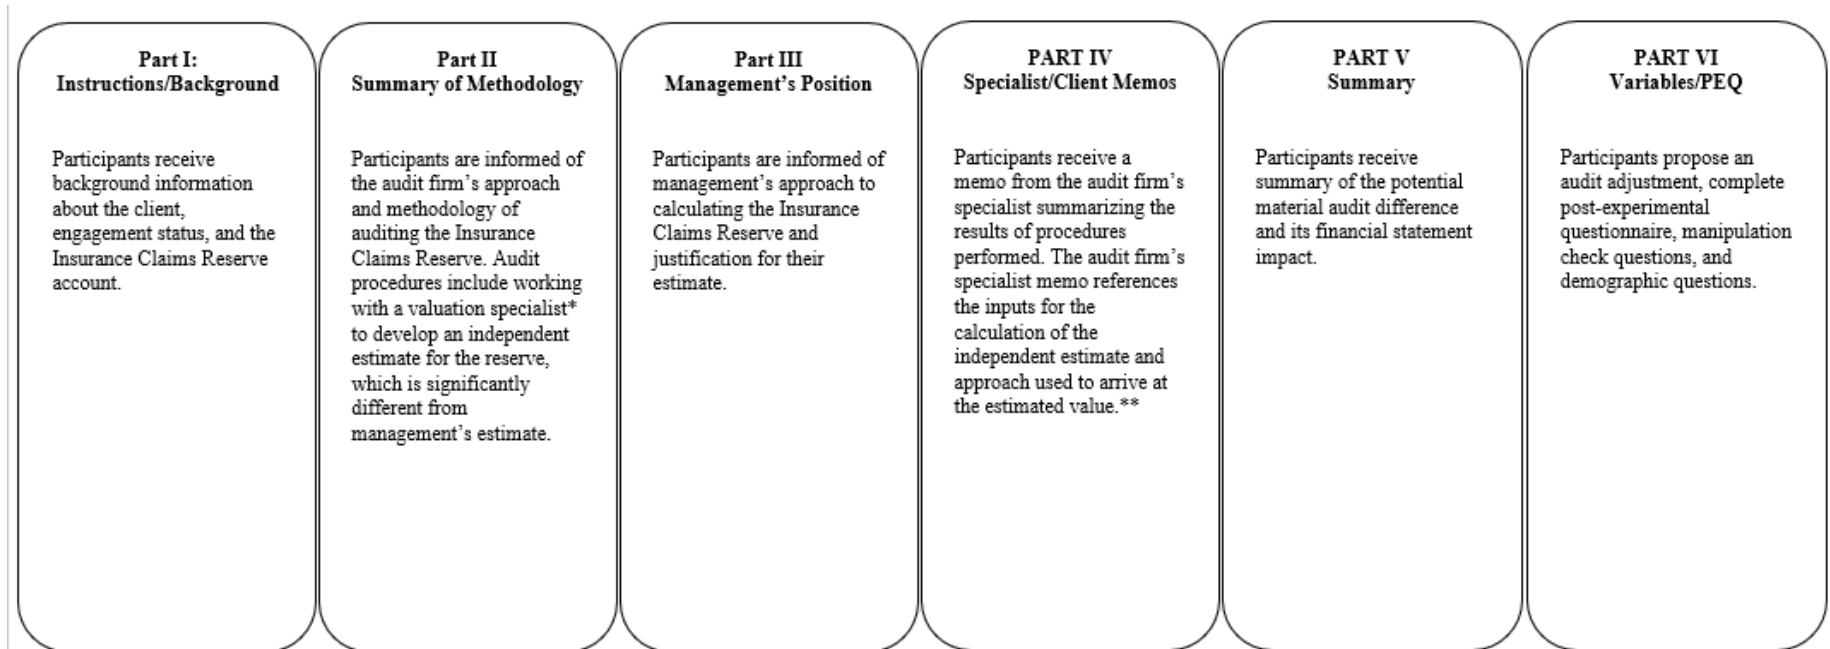 Part I:
Instructions/Background
Participants receive
background information
about the client,
engagement status, and the
Insurance Claims Reserve
account.
Part II
Summary of Methodology
Participants are informed of
the audit firm's approach
and methodology of
auditing the Insurance
Claims Reserve. Audit
procedures include working
with a valuation specialist*
to develop an independent
estimate for the reserve,
which is significantly
different from
management's estimate.
Part III
Management's Position
Participants are informed of
management's approach to
calculating the Insurance
Claims Reserve and
justification for their
estimate.
PART IV
Specialist/Client Memos
Participants receive a
memo from the audit firm's
specialist summarizing the
results of procedures
performed. The audit firm's
specialist memo references
the inputs for the
calculation of the
independent estimate and
approach used to arrive at
the estimated value.**
PART V
Summary
Participants receive
summary of the potential
material audit difference
and its financial statement
impact.
PART VI
Variables/PEQ
Participants propose an
audit adjustment, complete
post-experimental
questionnaire, manipulation
check questions, and
demographic questions.